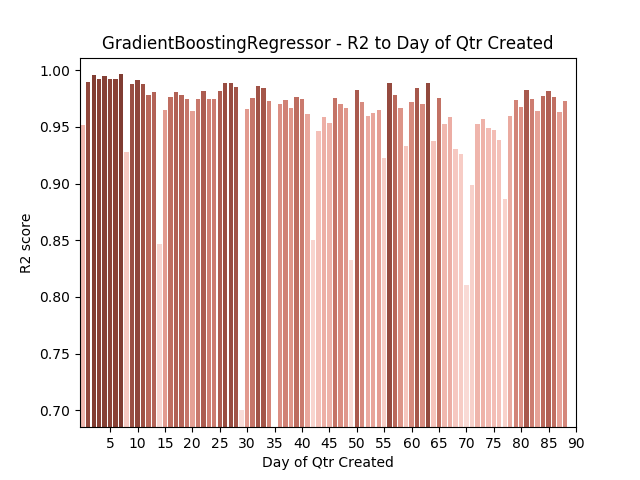 GradientBoostingRegressor - R2 to Day of Qtr Created
1.00
0.95
0.90
0.85
0.80
0.75
0.70
R2 score
5 10 15 20 25 30 35 40 45 50 55 60 65 70 75 80 85 90
Day of Qtr Created